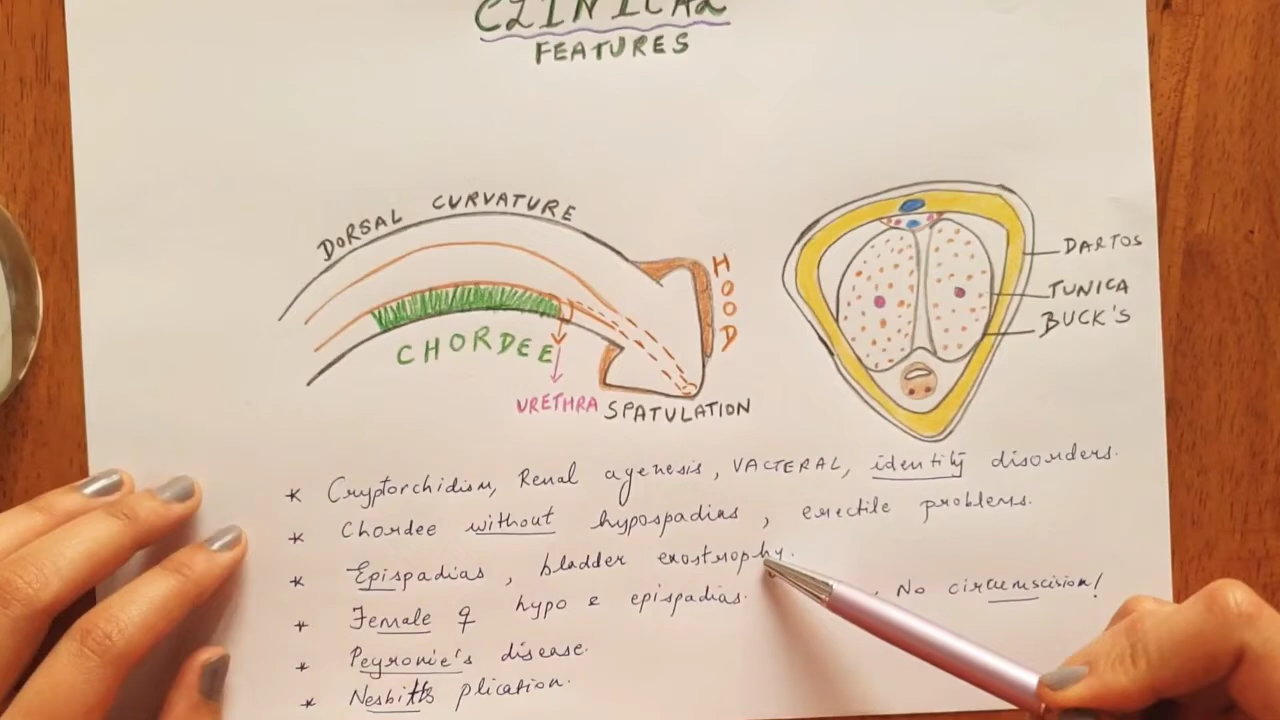 CLINICAL
FEATURES
DORSAL CURVATURE
HOOD
CHORDEE
URETHRA
SPATULATION
DARTOS
TUNICA
BUCK'S
* Cryptorchidism, Renal agenesis, VACTERAL, identity disorders.
* Chordee without hypospadias, erectile problems.
* Epispadias, bladder exostrophy.
* Female ♀ hypo & epispadias. , No circumscision!
* Peyronie's disease.
* Nesbitts plication.